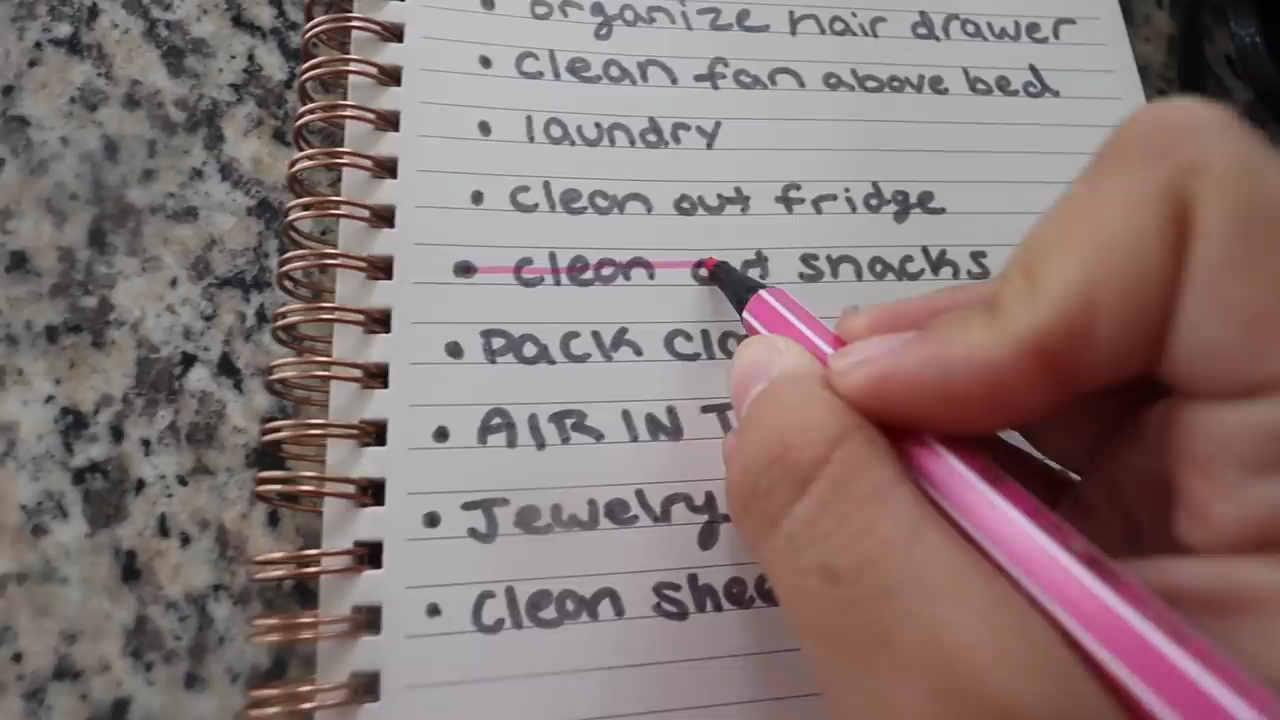 • organize hair drawer
• clean fan above bed
• laundry
• clean out fridge
• clean out snacks
• PACK
• AIR IN
• Jewelry
• clean